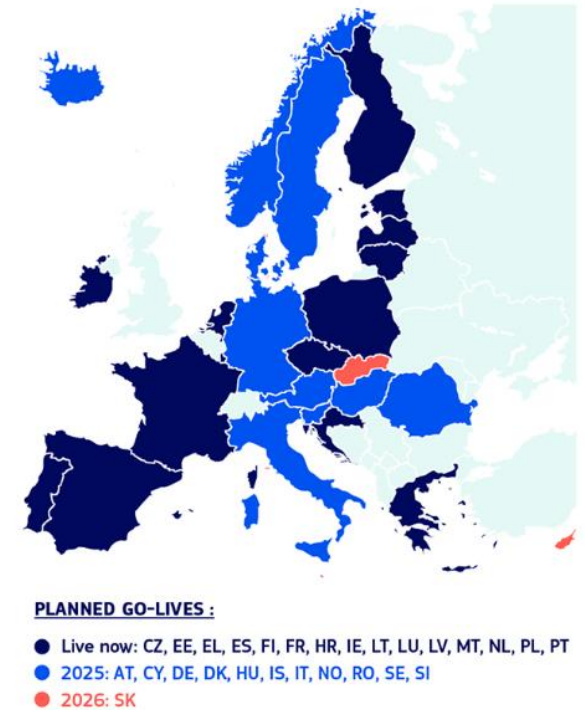 PLANNED GO-LIVES :
Live now: CZ, EE, EL, ES, FI, FR, HR, IE, LT, LU, LV, MT, NL, PL, PT
2025: AT, CY, DE, DK, HU, IS, IT, NO, RO, SE, SI
2026: SK